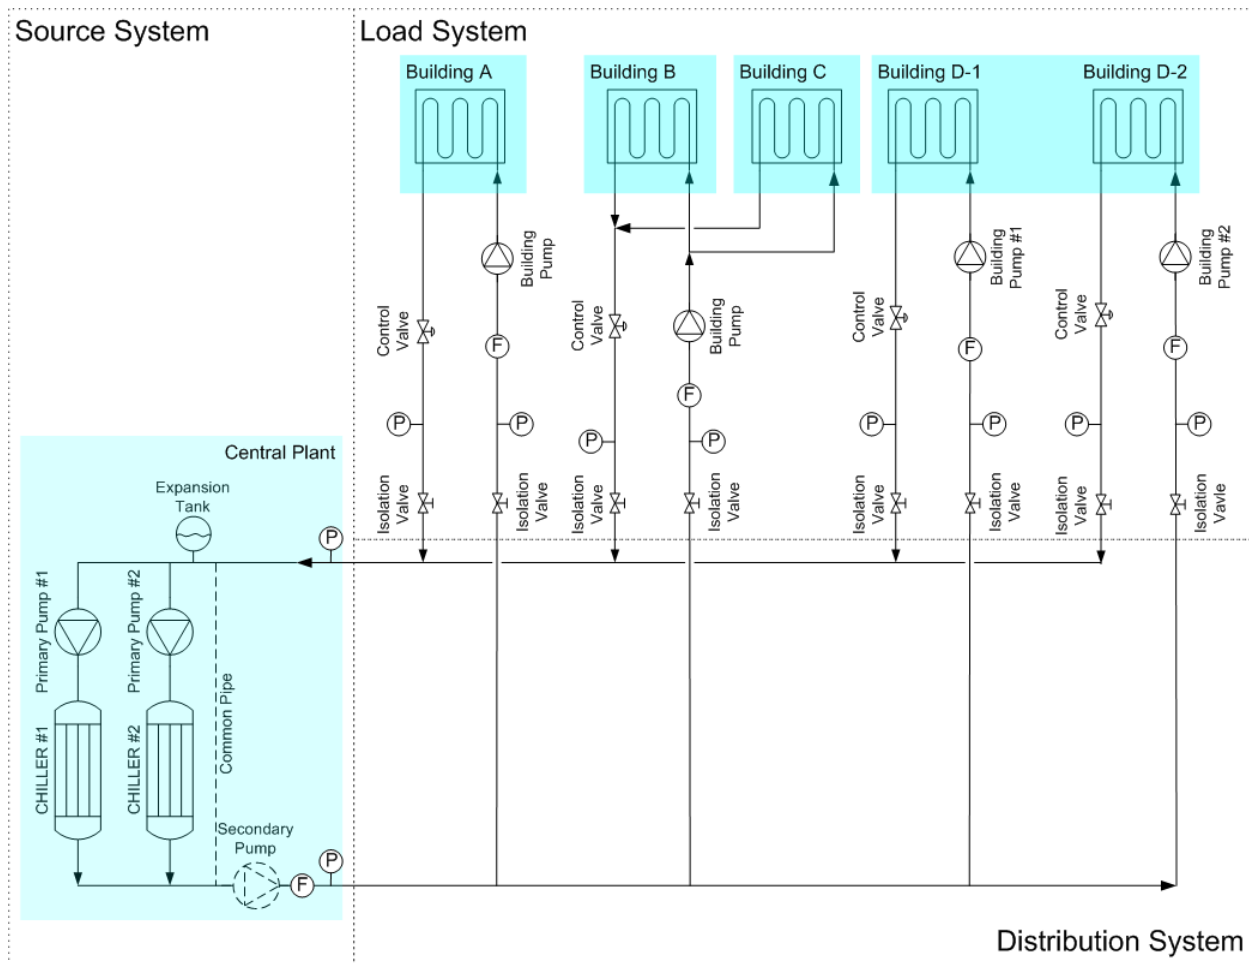 Source System
Load System
Building A
Building B
Building C
Building D-1
Building D-2
Building
Pump
Building
Pump
Building
Pump #1
Building
Pump #2
Control
Valve
Control
Valve
Control
Valve
Control
Valve
F
F
F
F
P
P
P
P
P
P
P
P
Isolation
Valve
Isolation
Valve
Isolation
Valve
Isolation
Valve
Isolation
Valve
Isolation
Valve
Isolation
Valve
Isolation
Vavle
Central Plant
Expansion
Tank
P
Primary Pump #1
Primary Pump #2
CHILLER #1
CHILLER #2
Common Pipe
Secondary
Pump
F
P
Distribution System